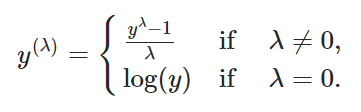 y^(λ) = { (y^λ − 1)/λ if λ ≠ 0,
log(y) if λ = 0.